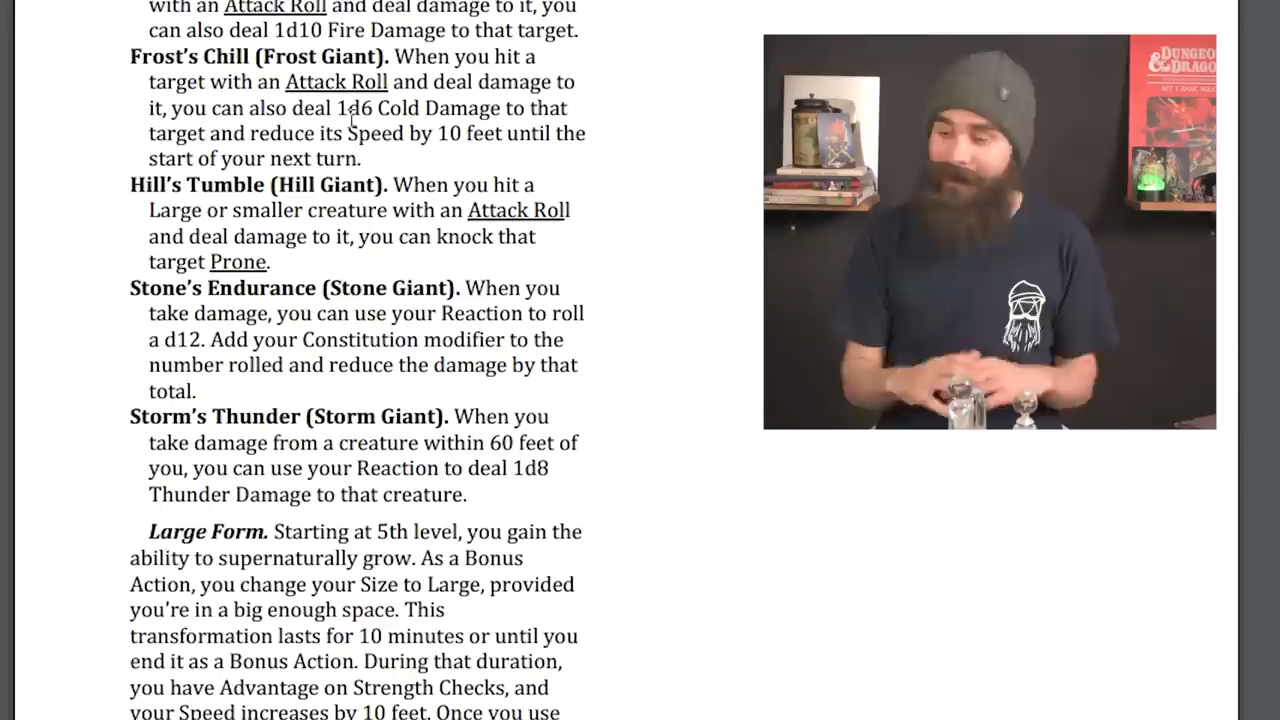 with an Attack Roll and deal damage to it, you
can also deal 1d10 Fire Damage to that target.
Frost's Chill (Frost Giant). When you hit a
target with an Attack Roll and deal damage to
it, you can also deal 1d6 Cold Damage to that
target and reduce its Speed by 10 feet until the
start of your next turn.
Hill's Tumble (Hill Giant). When you hit a
Large or smaller creature with an Attack Roll
and deal damage to it, you can knock that
target Prone.
Stone's Endurance (Stone Giant). When you
take damage, you can use your Reaction to roll
a d12. Add your Constitution modifier to the
number rolled and reduce the damage by that
total.
Storm's Thunder (Storm Giant). When you
take damage from a creature within 60 feet of
you, you can use your Reaction to deal 1d8
Thunder Damage to that creature.
Large Form. Starting at 5th level, you gain the
ability to supernaturally grow. As a Bonus
Action, you change your Size to Large, provided
you're in a big enough space. This
transformation lasts for 10 minutes or until you
end it as a Bonus Action. During that duration,
you have Advantage on Strength Checks, and
your Speed increases by 10 feet. Once you use
DUNGEO
& DRAGO